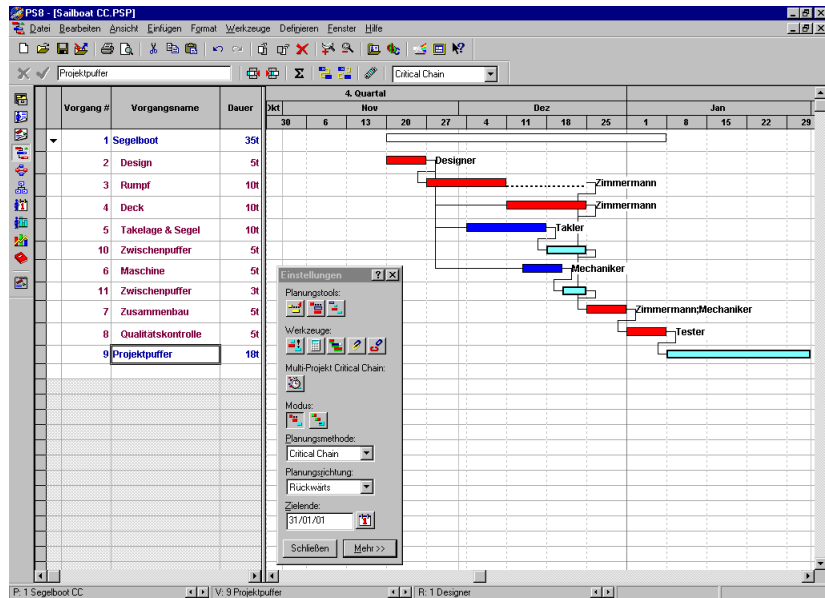 PS8 - [Sailboat CC.PSP]
Datei Bearbeiten Ansicht Einfügen Format Werkzeuge Definieren Fenster Hilfe
Projektpuffer Critical Chain
4. Quartal
Vorgang # Vorgangsname Dauer Okt Nov Dez Jan
30 6 13 20 27 4 11 18 25 1 8 15 22 29
1 Segelboot 35t
2 Design 5t Designer
3 Rumpf 10t Zimmermann
4 Deck 10t Zimmermann
5 Takelage & Segel 10t Takler
10 Zwischenpuffer 5t
6 Maschine 5t Mechaniker
11 Zwischenpuffer 3t
7 Zusammenbau 5t Zimmermann;Mechaniker
8 Qualitätskontrolle 5t Tester
9 Projektpuffer 18t
Einstellungen
Planungstools:
Werkzeuge:
Multi-Projekt Critical Chain:
Modus:
Planungsmethode:
Critical Chain
Planungsrichtung:
Rückwärts
Zielende:
31/01/01
Schließen Mehr >>
P: 1 Segelboot CC V: 9 Projektpuffer R: 1 Designer